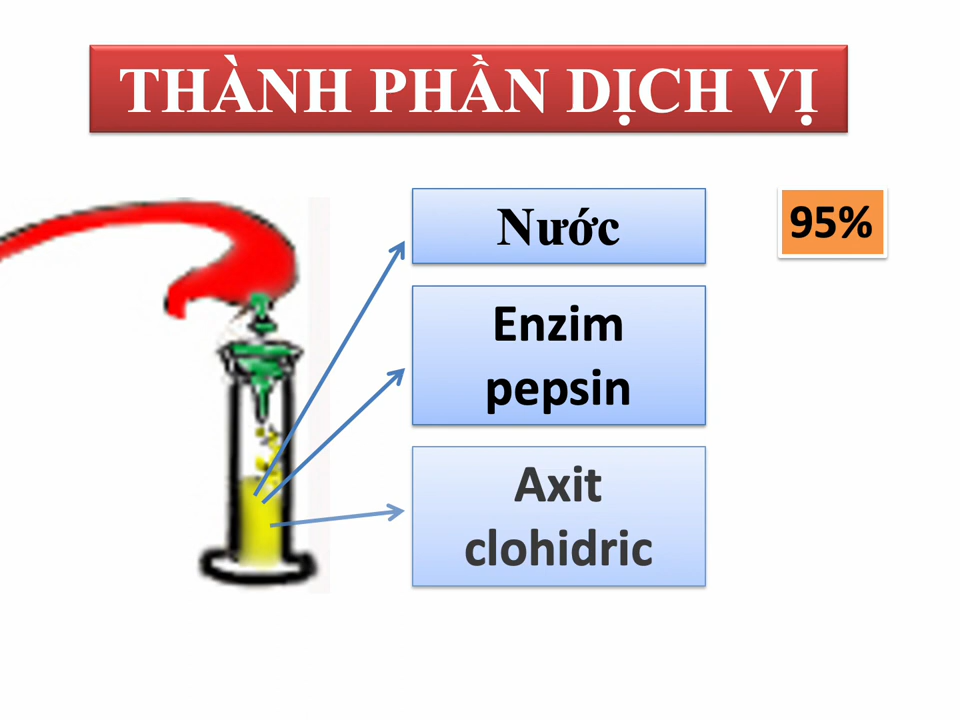 THÀNH PHẦN DỊCH VỊ
Nước
95%
Enzim
pepsin
Axit
clohidric